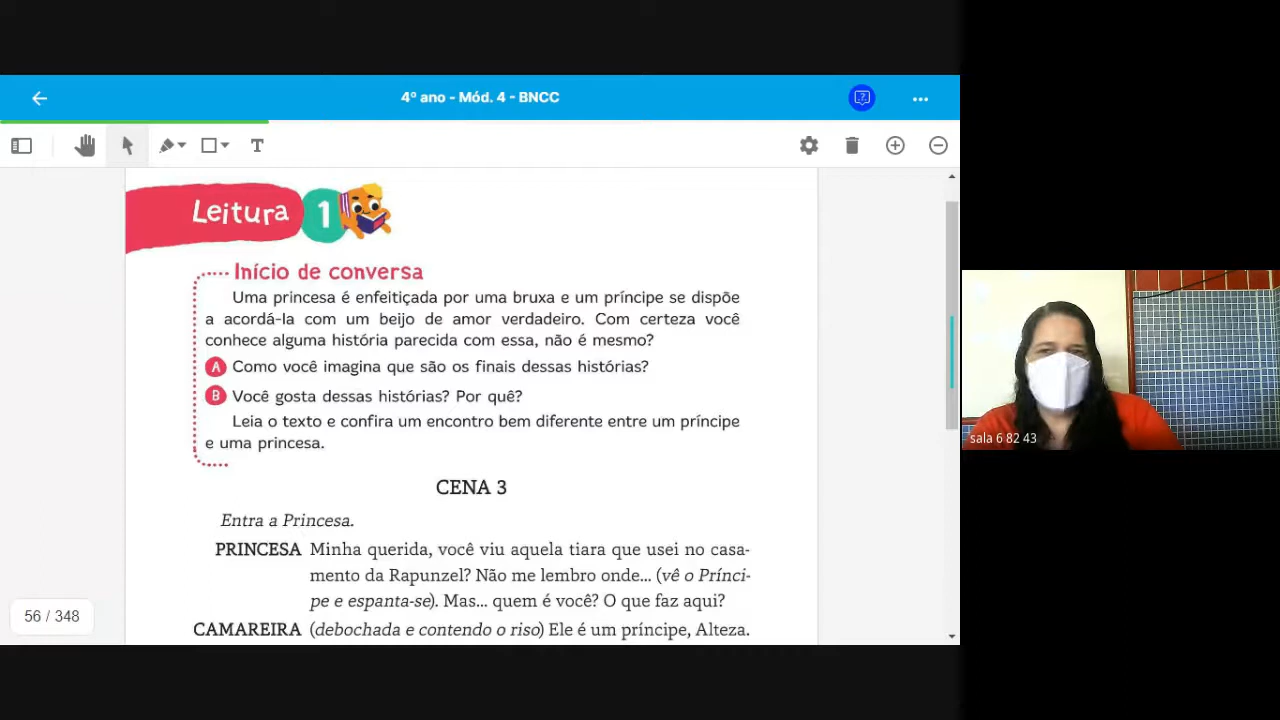 4º ano - Mód. 4 - BNCC
T
Leitura 1
Início de conversa
Uma princesa é enfeitiçada por uma bruxa e um príncipe se dispõe
a acordá-la com um beijo de amor verdadeiro. Com certeza você
conhece alguma história parecida com essa, não é mesmo?
A Como você imagina que são os finais dessas histórias?
B Você gosta dessas histórias? Por quê?
Leia o texto e confira um encontro bem diferente entre um príncipe
e uma princesa.
CENA 3
Entra a Princesa.
PRINCESA Minha querida, você viu aquela tiara que usei no casa-
mento da Rapunzel? Não me lembro onde... (vê o Prínci-
pe e espanta-se). Mas... quem é você? O que faz aqui?
CAMAREIRA (debochada e contendo o riso) Ele é um príncipe, Alteza.
56 / 348
sala 6 82 43